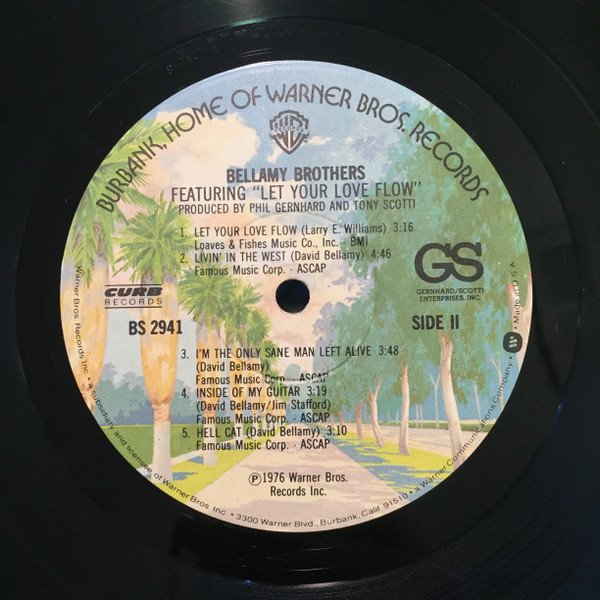 BURBANK, HOME OF WARNER BROS. RECORDS
BELLAMY BROTHERS
FEATURING "LET YOUR LOVE FLOW"
PRODUCED BY PHIL GERNHARD AND TONY SCOTTI
1. LET YOUR LOVE FLOW (Larry E. Williams) 3:16
Loaves & Fishes Music Co., Inc. · BMI
2. LIVIN' IN THE WEST (David Bellamy) 4:46
Famous Music Corp. · ASCAP
CURB
RECORDS
GS
GERNHARD/SCOTTI
ENTERPRISES, INC.
BS 2941
SIDE II
3. I'M THE ONLY SANE MAN LEFT ALIVE 3:48
(David Bellamy)
Famous Music Corp. · ASCAP
4. INSIDE OF MY GUITAR 3:19
(David Bellamy/Jim Stafford)
Famous Music Corp. · ASCAP
5. HELL CAT (David Bellamy) 3:10
Famous Music Corp. · ASCAP
℗1976 Warner Bros.
Records Inc.
Warner Bros. Records Inc. · a subsidiary and licensee of Warner Bros. Inc. · 3300 Warner Blvd., Burbank, Cal. 91510 · a Warner Communications Company · Made in U.S.A.